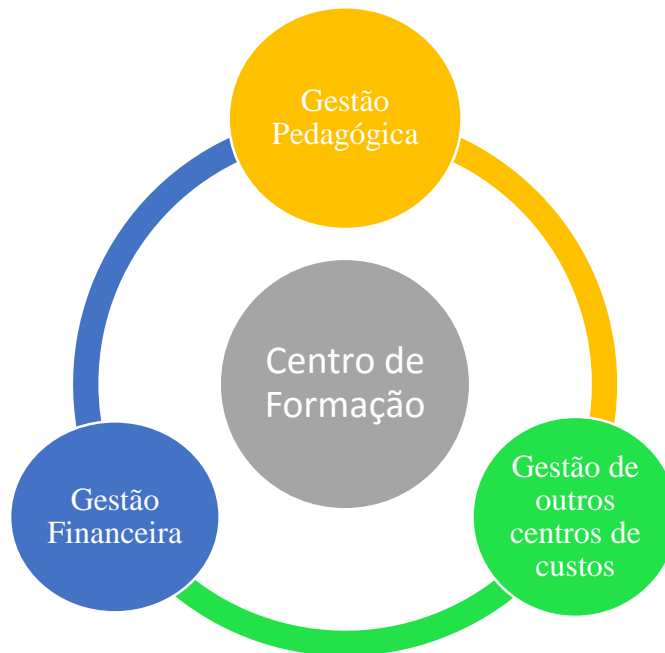 Gestão
Pedagógica
Centro de
Formação
Gestão
Financeira
Gestão de
outros
centros de
custos